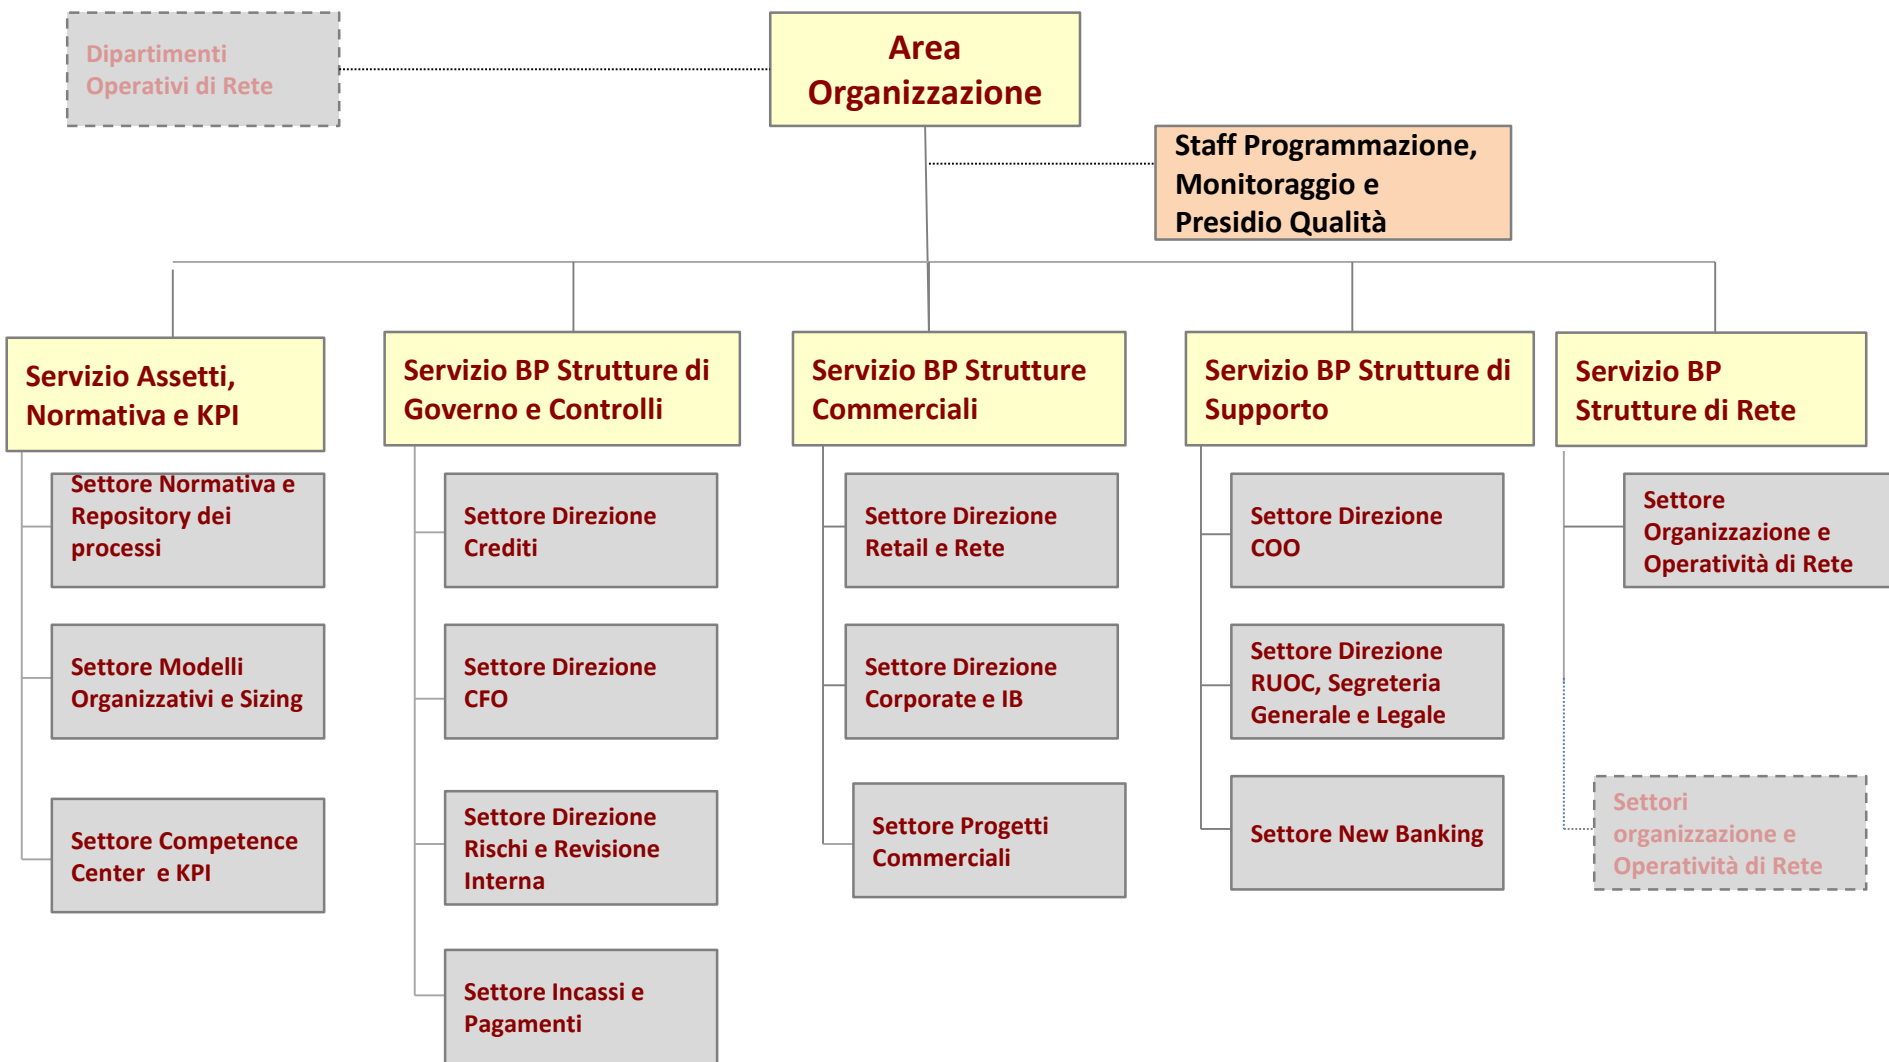 Dipartimenti
Operativi di Rete
Area
Organizzazione
Staff Programmazione,
Monitoraggio e
Presidio Qualità
Servizio Assetti,
Normativa e KPI
Settore Normativa e
Repository dei
processi
Settore Modelli
Organizzativi e Sizing
Settore Competence
Center e KPI
Servizio BP Strutture di
Governo e Controlli
Settore Direzione
Crediti
Settore Direzione
CFO
Settore Direzione
Rischi e Revisione
Interna
Settore Incassi e
Pagamenti
Servizio BP Strutture
Commerciali
Settore Direzione
Retail e Rete
Settore Direzione
Corporate e IB
Settore Progetti
Commerciali
Servizio BP Strutture di
Supporto
Settore Direzione
COO
Settore Direzione
RUOC, Segreteria
Generale e Legale
Settore New Banking
Servizio BP
Strutture di Rete
Settore
Organizzazione e
Operatività di Rete
Settori
organizzazione e
Operatività di Rete